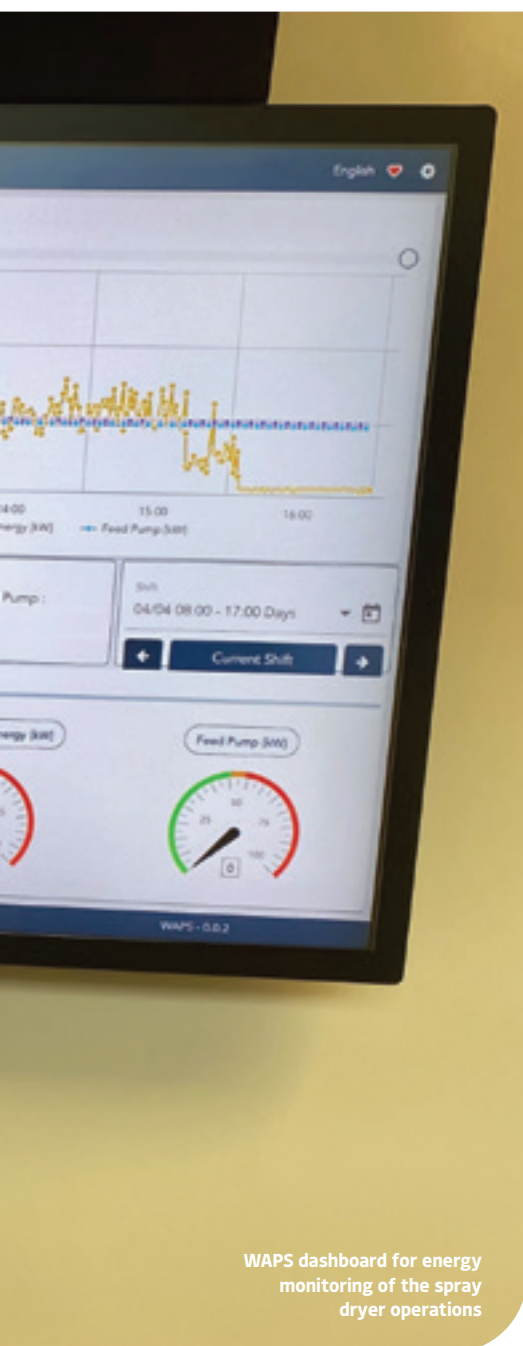 English
15:00
16:00
Feed Pump (kW)
Pump :
Shift
04/04 08:00 - 17:00 Days
Current Shift
Feed Pump (kW)
25
50
75
100
0
WAPS - 0.0.2
WAPS dashboard for energy
monitoring of the spray
dryer operations